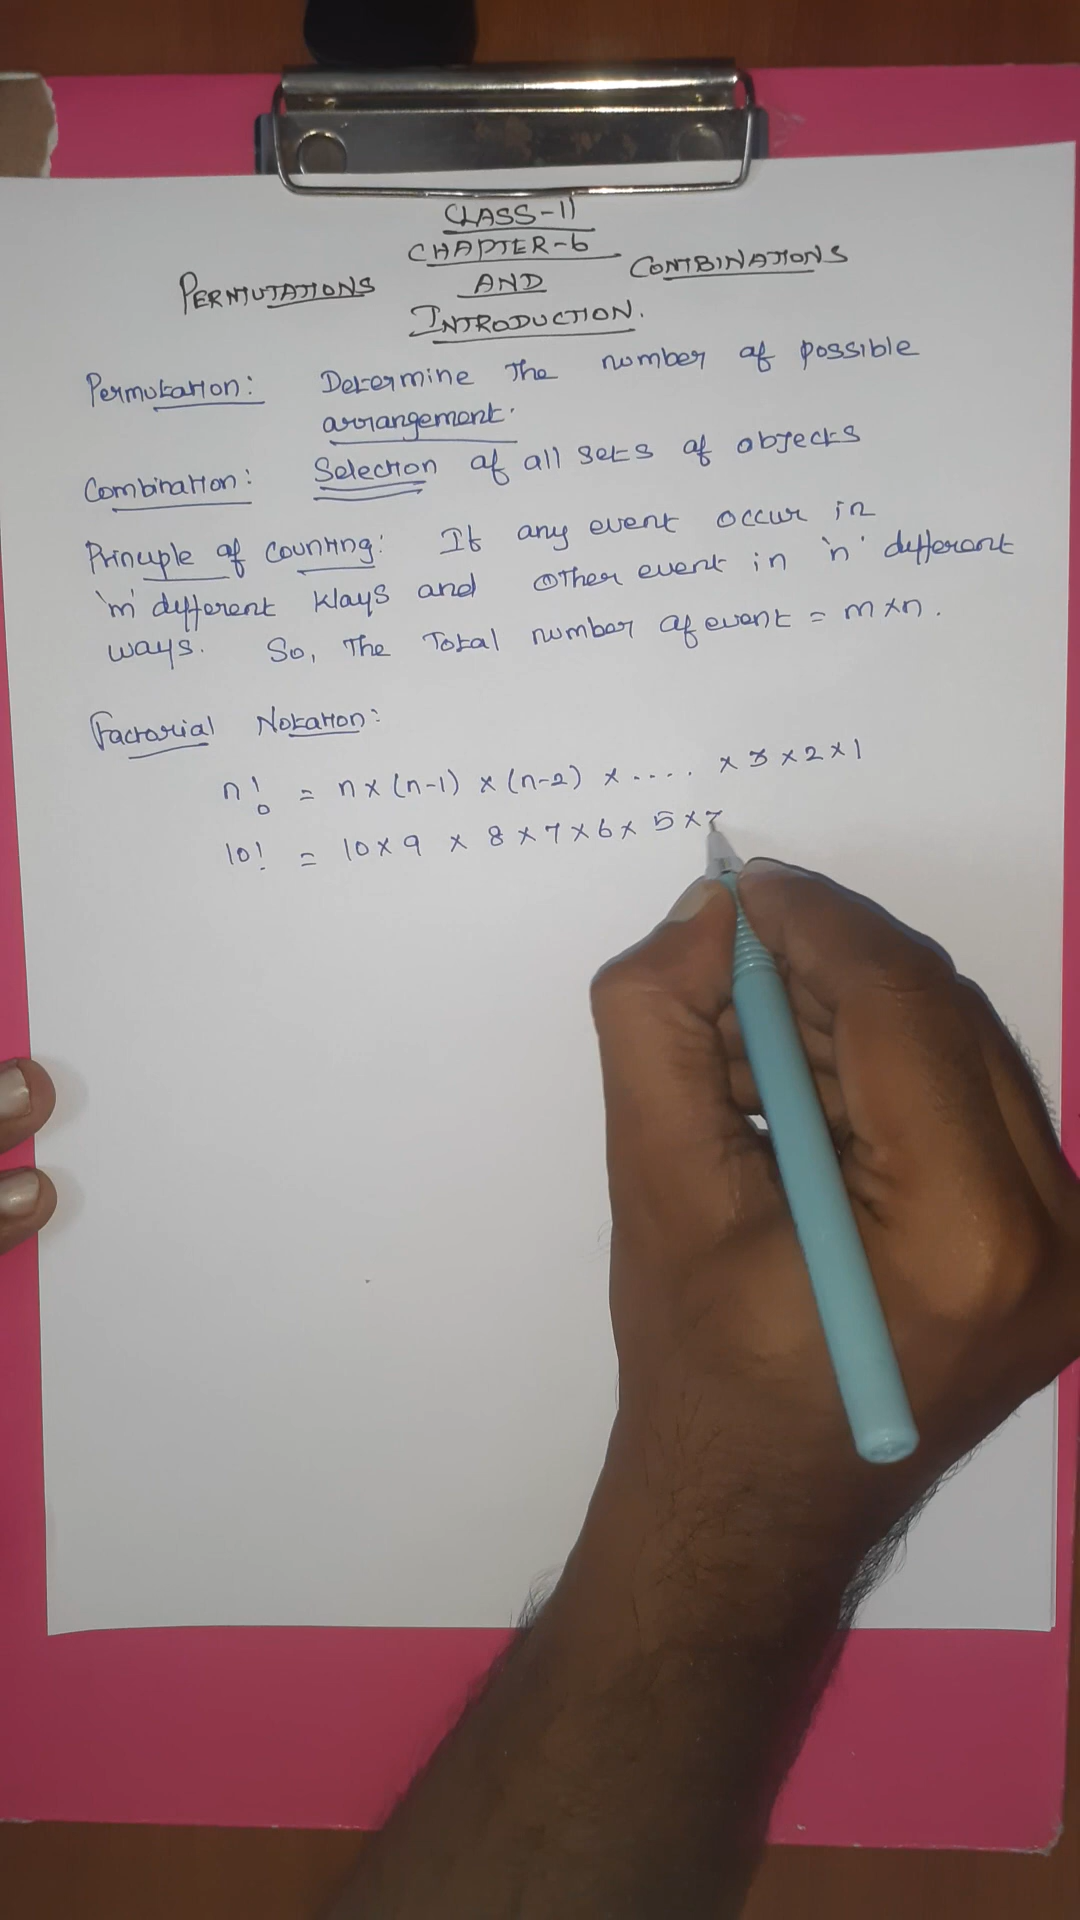 CLASS-11
CHAPTER-6
PERMUTATIONS AND COMBINATIONS
INTRODUCTION.
Permutation: Determine The number of possible
arrangement.
Combination: Selection of all sets of objects
Principle of Counting: If any event occur in
'm' different ways and other event in 'n' different
ways. So, The Total number of event = m×n.
Factorial Notation:
n! = n×(n-1)×(n-2)×.... ×3×2×1
10! = 10×9×8×7×6×5×